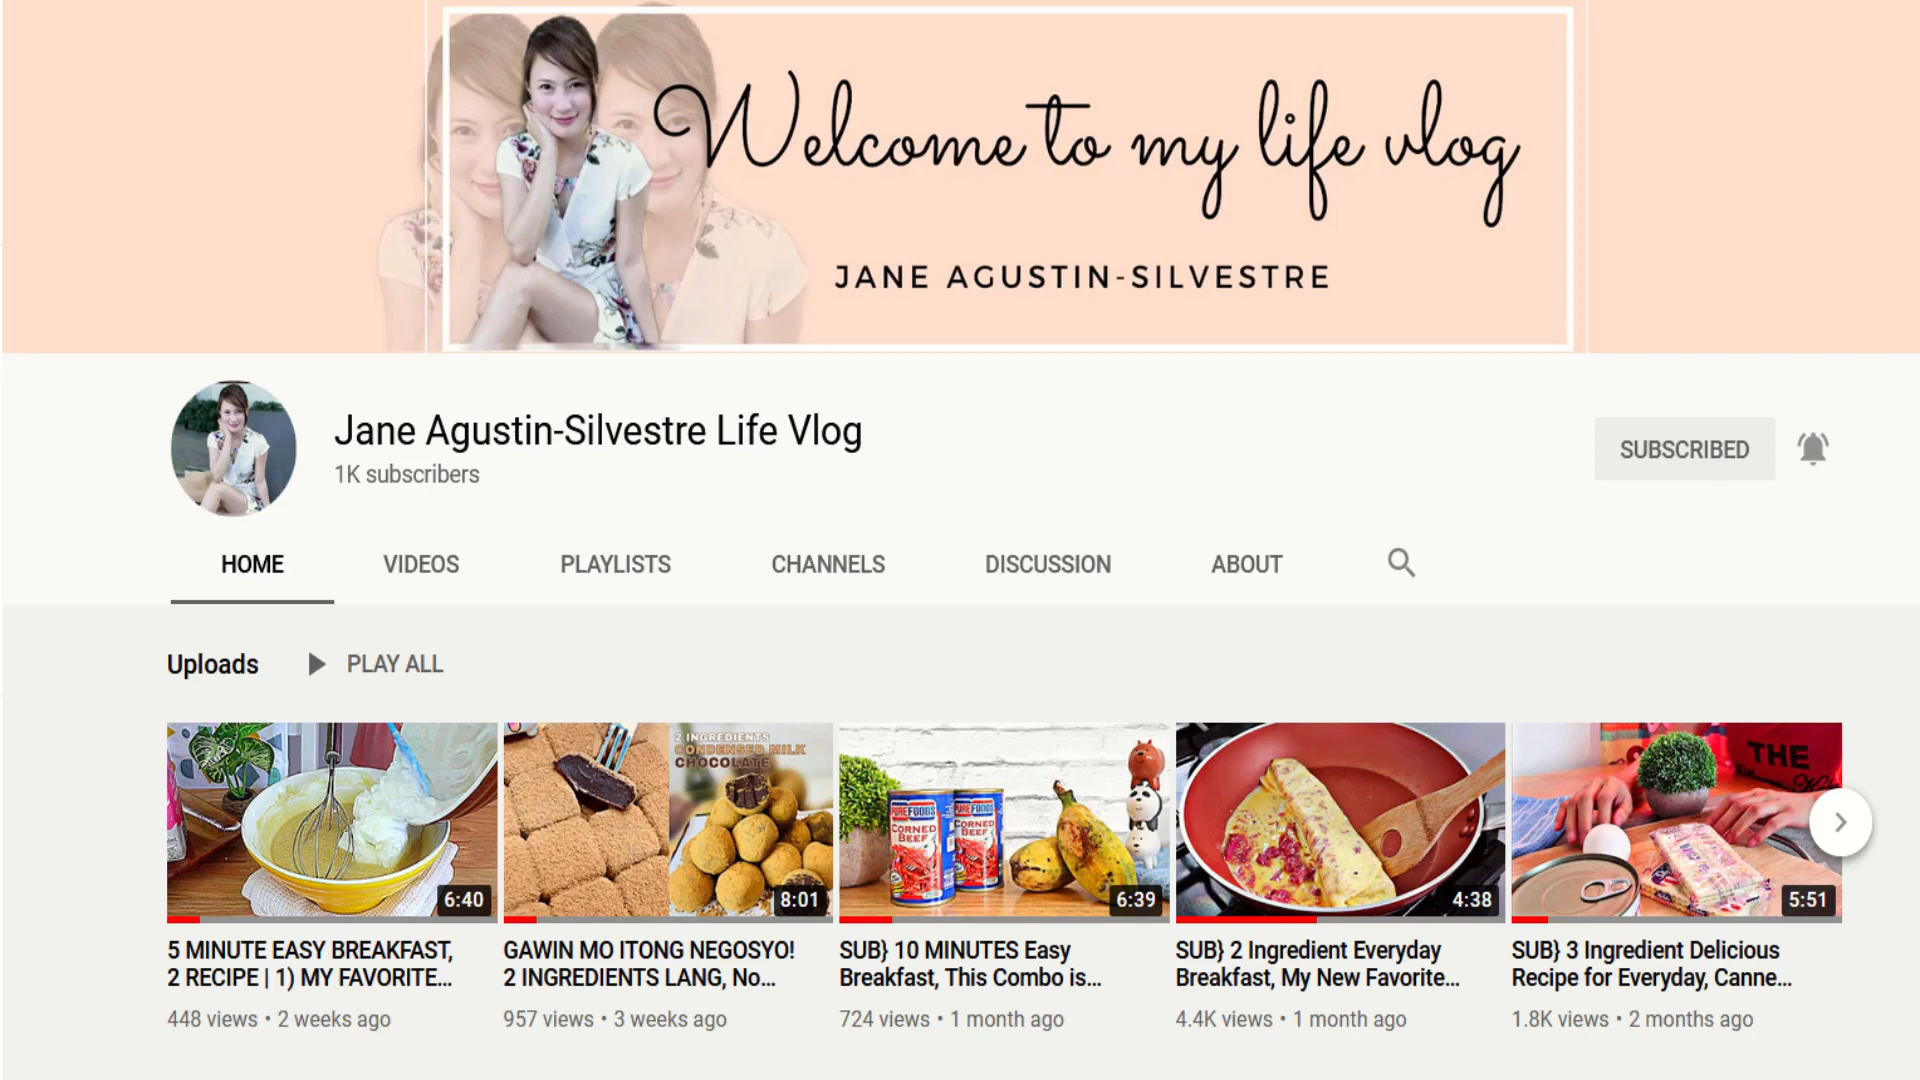 Welcome to my life vlog
JANE AGUSTIN-SILVESTRE
Jane Agustin-Silvestre Life Vlog
1K subscribers
SUBSCRIBED
HOME
VIDEOS
PLAYLISTS
CHANNELS
DISCUSSION
ABOUT
Uploads
PLAY ALL
6:40
2 INGREDIENTS
CONDENSED MILK
CHOCOLATE
8:01
PUREFOODS
CORNED
BEEF
PUREFOODS
CORNED
BEEF
6:39
4:38
THE
5:51
5 MINUTE EASY BREAKFAST,
2 RECIPE | 1) MY FAVORITE...
448 views • 2 weeks ago
GAWIN MO ITONG NEGOSYO!
2 INGREDIENTS LANG, No...
957 views • 3 weeks ago
SUB} 10 MINUTES Easy
Breakfast, This Combo is...
724 views • 1 month ago
SUB} 2 Ingredient Everyday
Breakfast, My New Favorite...
4.4K views • 1 month ago
SUB} 3 Ingredient Delicious
Recipe for Everyday, Canne...
1.8K views • 2 months ago